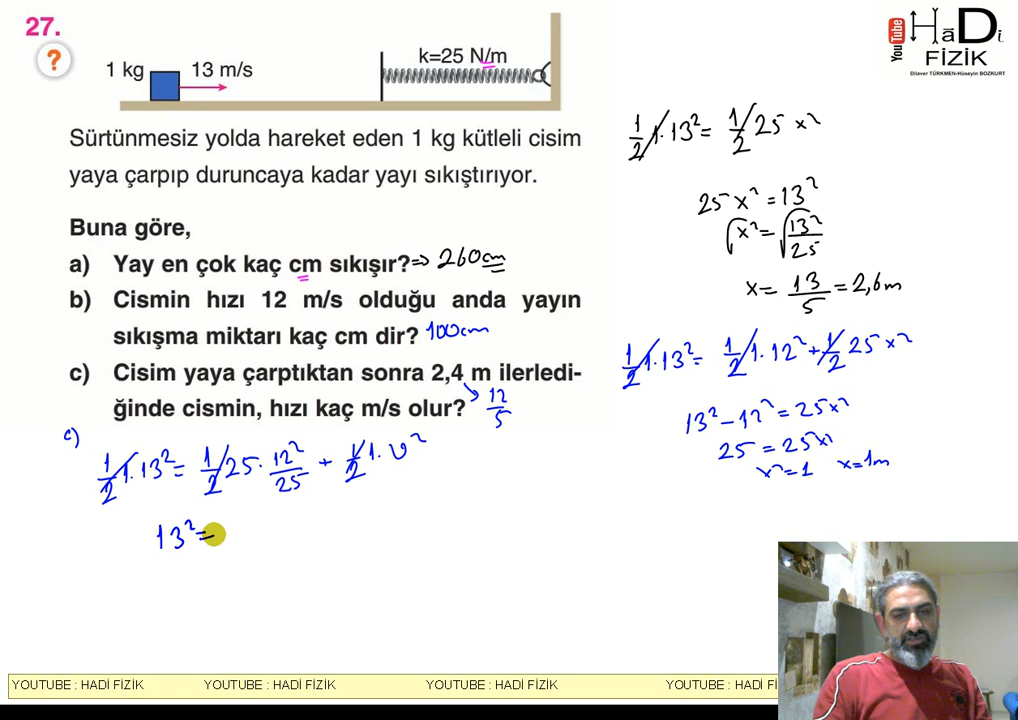 27.
?
1 kg
13 m/s
k=25 N/m
YouTube HāDi
FİZİK
Dilaver TÜRKMEN-Hüseyin BOZKURT
Sürtünmesiz yolda hareket eden 1 kg kütleli cisim
yaya çarpıp duruncaya kadar yayı sıkıştırıyor.
Buna göre,
a) Yay en çok kaç cm sıkışır? ⇒ 260cm
b) Cismin hızı 12 m/s olduğu anda yayın
sıkışma miktarı kaç cm dir? 100cm
c) Cisim yaya çarptıktan sonra 2,4 m ilerledi-
ğinde cismin, hızı kaç m/s olur? 12/5
c)
1/2 1·13² = 1/2 25 · 12²/25 + 1/2 1·v²
13² =
1/2 1·13² = 1/2 25 x²
25x² = 13²
√x² = √13²/25
x = 13/5 = 2,6m
1/2 1·13² = 1/2 1·12² + 1/2 25 x²
13² - 12² = 25x²
25 = 25x²
x² = 1 x = 1m
YOUTUBE : HADİ FİZİK YOUTUBE : HADİ FİZİK YOUTUBE : HADİ FİZİK YOUTUBE : HADİ Fİ